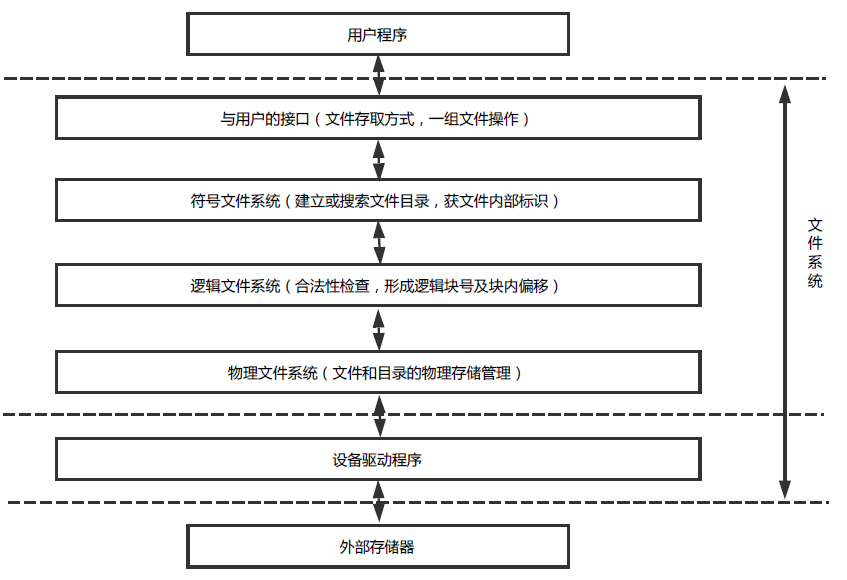 用户程序
与用户的接口（文件存取方式，一组文件操作）
符号文件系统（建立或搜索文件目录，获文件内部标识）
逻辑文件系统（合法性检查，形成逻辑块号及块内偏移）
物理文件系统（文件和目录的物理存储管理）
设备驱动程序
外部存储器
文
件
系
统